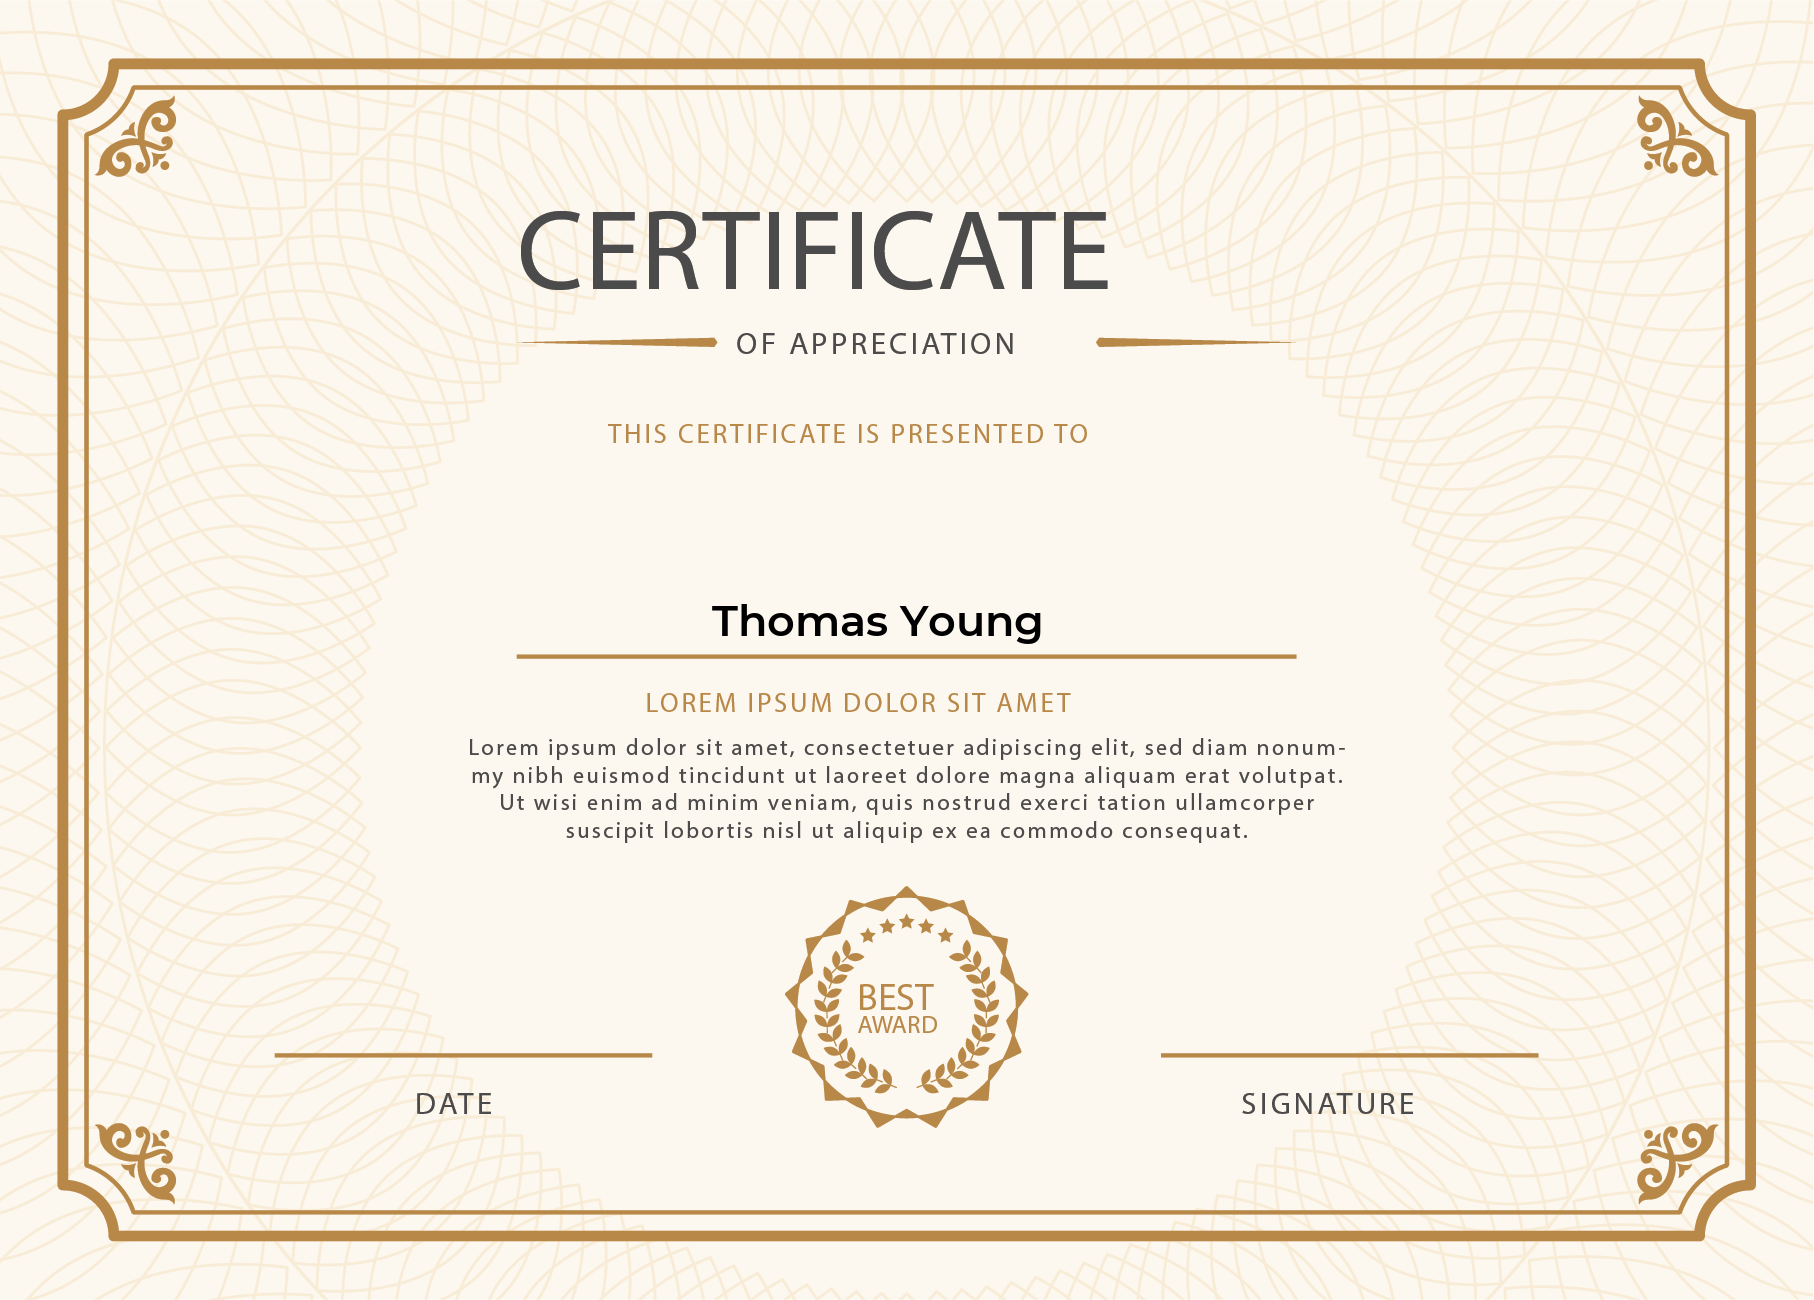 CERTIFICATE
OF APPRECIATION
THIS CERTIFICATE IS PRESENTED TO
Thomas Young
LOREM IPSUM DOLOR SIT AMET
Lorem ipsum dolor sit amet, consectetuer adipiscing elit, sed diam nonum-
my nibh euismod tincidunt ut laoreet dolore magna aliquam erat volutpat.
Ut wisi enim ad minim veniam, quis nostrud exerci tation ullamcorper
suscipit lobortis nisl ut aliquip ex ea commodo consequat.
BEST
AWARD
DATE
SIGNATURE